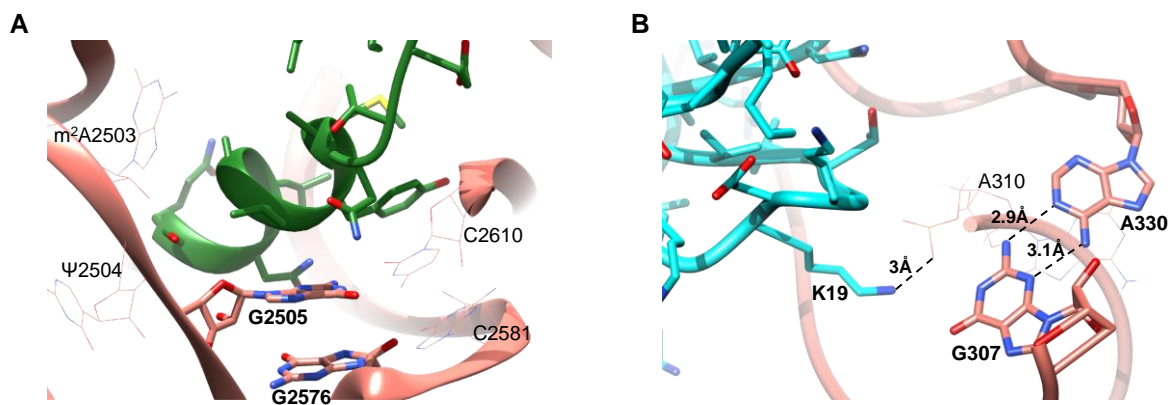 A
m²A2503
Ψ2504
C2610
G2505
C2581
G2576
B
A310
2.9Å
A330
3.1Å
3Å
K19
G307